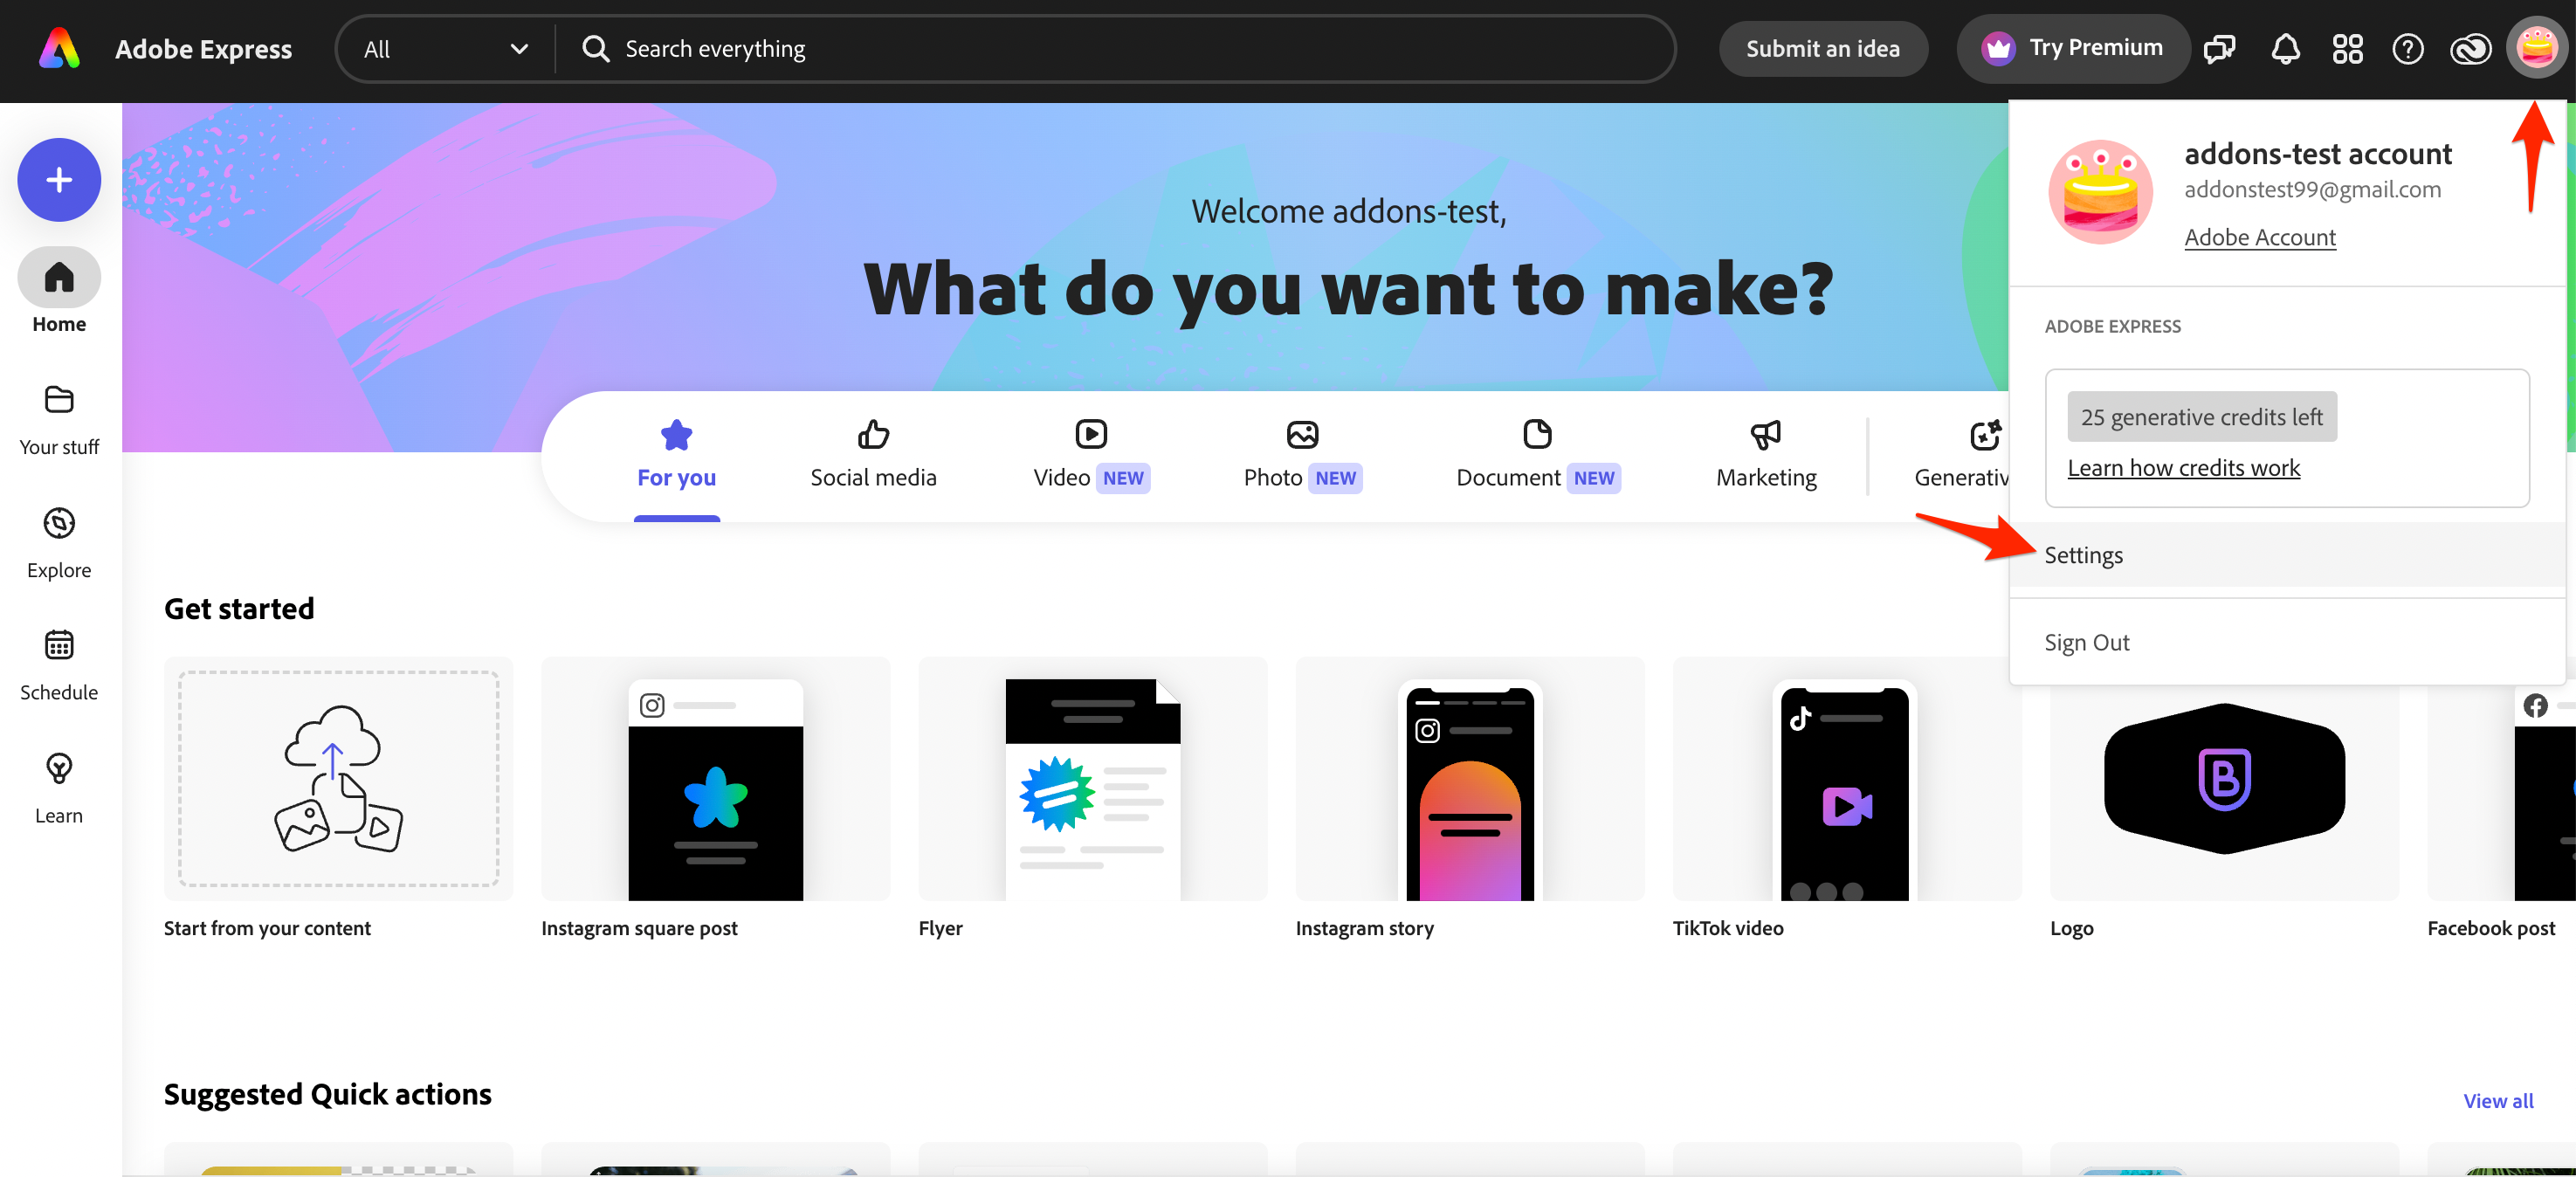 Adobe Express
All
Search everything
Submit an idea
Try Premium
addons-test account
addonstest99@gmail.com
Adobe Account
ADOBE EXPRESS
25 generative credits left
Learn how credits work
Settings
Sign Out
Home
Your stuff
Explore
Schedule
Learn
Welcome addons-test,
What do you want to make?
For you
Social media
Video NEW
Photo NEW
Document NEW
Marketing
Generativ
Get started
B
Start from your content
Instagram square post
Flyer
Instagram story
TikTok video
Logo
Facebook post
Suggested Quick actions
View all